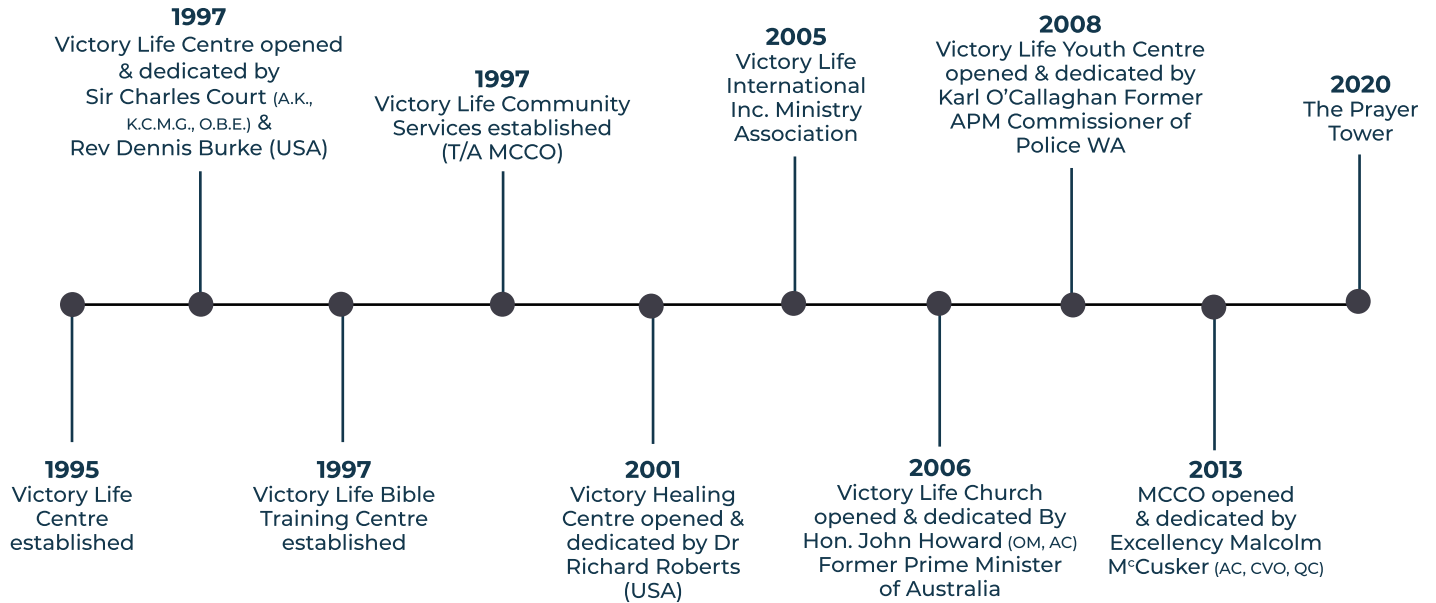 1997
Victory Life Centre opened
& dedicated by
Sir Charles Court (A.K.,
K.C.M.G., O.B.E.) &
Rev Dennis Burke (USA)
1997
Victory Life Community
Services established
(T/A MCCO)
2005
Victory Life
International
Inc. Ministry
Association
2008
Victory Life Youth Centre
opened & dedicated by
Karl O’Callaghan Former
APM Commissioner of
Police WA
2020
The Prayer
Tower
1995
Victory Life
Centre
established
1997
Victory Life Bible
Training Centre
established
2001
Victory Healing
Centre opened &
dedicated by Dr
Richard Roberts
(USA)
2006
Victory Life Church
opened & dedicated By
Hon. John Howard (OM, AC)
Former Prime Minister
of Australia
2013
MCCO opened
& dedicated by
Excellency Malcolm
MᶜCusker (AC, CVO, QC)